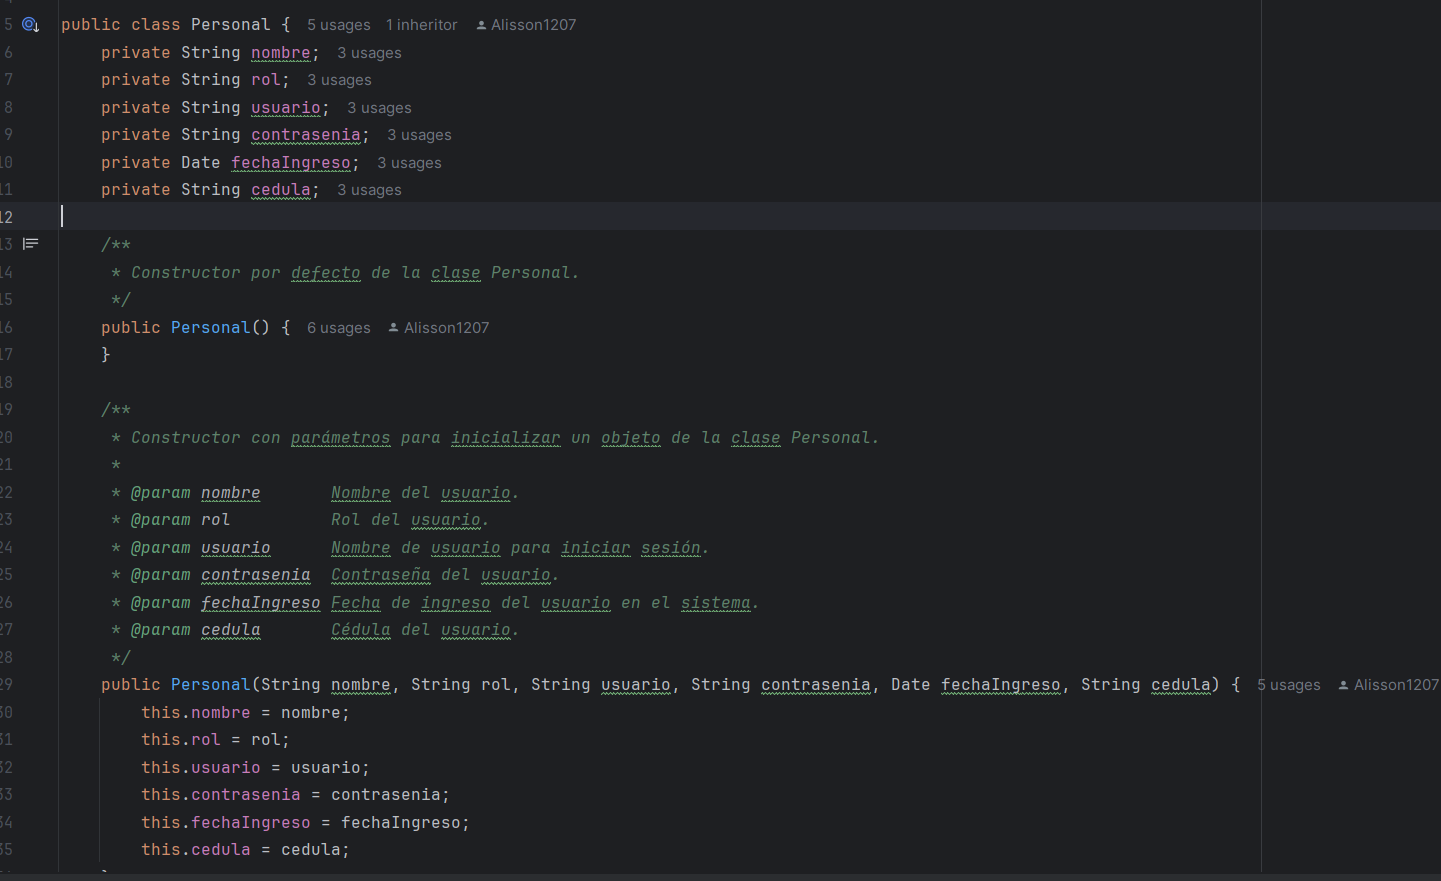 5 public class Personal { 5 usages 1 inheritor Alisson1207
6 private String nombre; 3 usages
7 private String rol; 3 usages
8 private String usuario; 3 usages
9 private String contrasenia; 3 usages
10 private Date fechaIngreso; 3 usages
11 private String cedula; 3 usages
12
13 /**
14 * Constructor por defecto de la clase Personal.
15 */
16 public Personal() { 6 usages Alisson1207
17 }
18
19 /**
20 * Constructor con parámetros para inicializar un objeto de la clase Personal.
21 *
22 * @param nombre Nombre del usuario.
23 * @param rol Rol del usuario.
24 * @param usuario Nombre de usuario para iniciar sesión.
25 * @param contrasenia Contraseña del usuario.
26 * @param fechaIngreso Fecha de ingreso del usuario en el sistema.
27 * @param cedula Cédula del usuario.
28 */
29 public Personal(String nombre, String rol, String usuario, String contrasenia, Date fechaIngreso, String cedula) { 5 usages Alisson1207
30 this.nombre = nombre;
31 this.rol = rol;
32 this.usuario = usuario;
33 this.contrasenia = contrasenia;
34 this.fechaIngreso = fechaIngreso;
35 this.cedula = cedula;